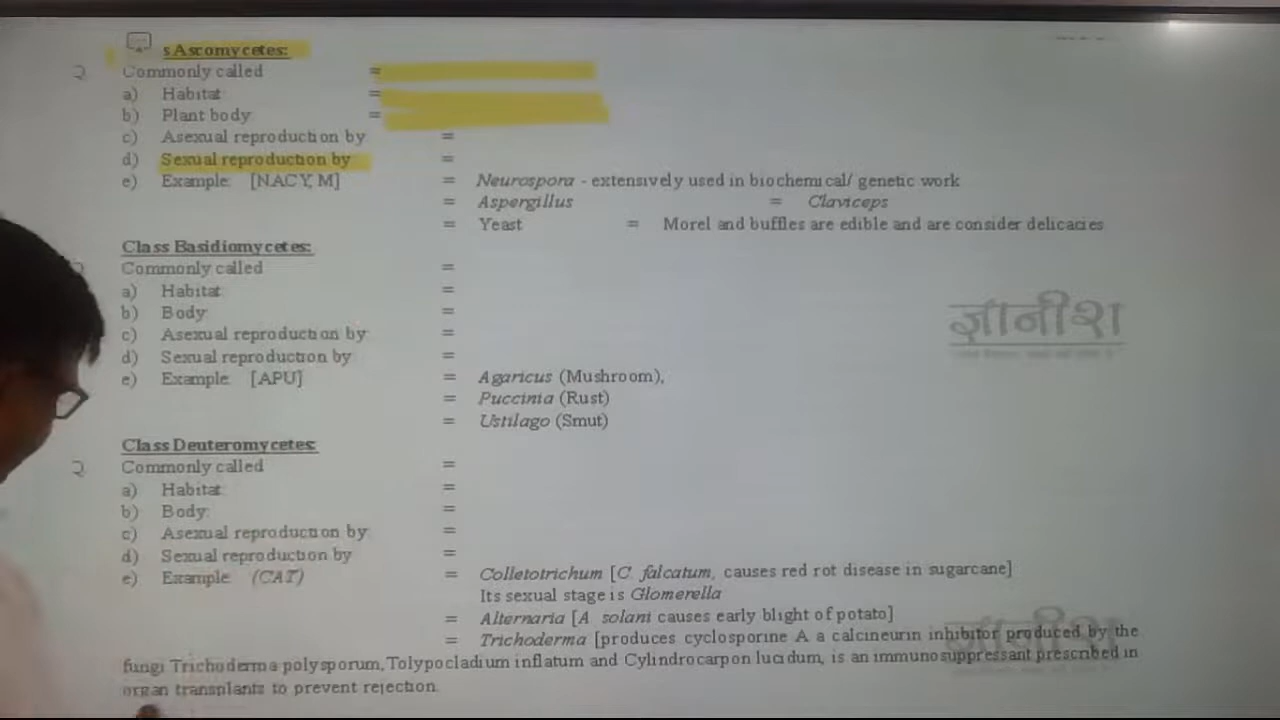 s Ascomycetes:
Commonly called =
a) Habitat =
b) Plant body =
c) Asexual reproduction by =
d) Sexual reproduction by =
e) Example [NACY, M] = Neurospora - extensively used in biochemical/ genetic work
= Aspergillus = Claviceps
= Yeast = Morel and buffles are edible and are consider delicacies
Class Basidiomycetes:
Commonly called =
a) Habitat =
b) Body =
c) Asexual reproduction by =
d) Sexual reproduction by =
ज्ञानीश
e) Example [APU] = Agaricus (Mushroom),
= Puccinia (Rust)
= Ustilago (Smut)
Class Deuteromycetes
Commonly called =
a) Habitat =
b) Body =
c) Asexual reproduction by =
d) Sexual reproduction by =
e) Example (CAT) = Colletotrichum [C. falcatum, causes red rot disease in sugarcane]
Its sexual stage is Glomerella
= Alternaria [A solani causes early blight of potato]
= Trichoderma [produces cyclosporine A a calcineurin inhibitor produced by the
fungi Trichoderma polysporum, Tolypocladium inflatum and Cylindrocarpon lucidum, is an immunosuppressant prescribed in
organ transplants to prevent rejection.
ज्ञानीश